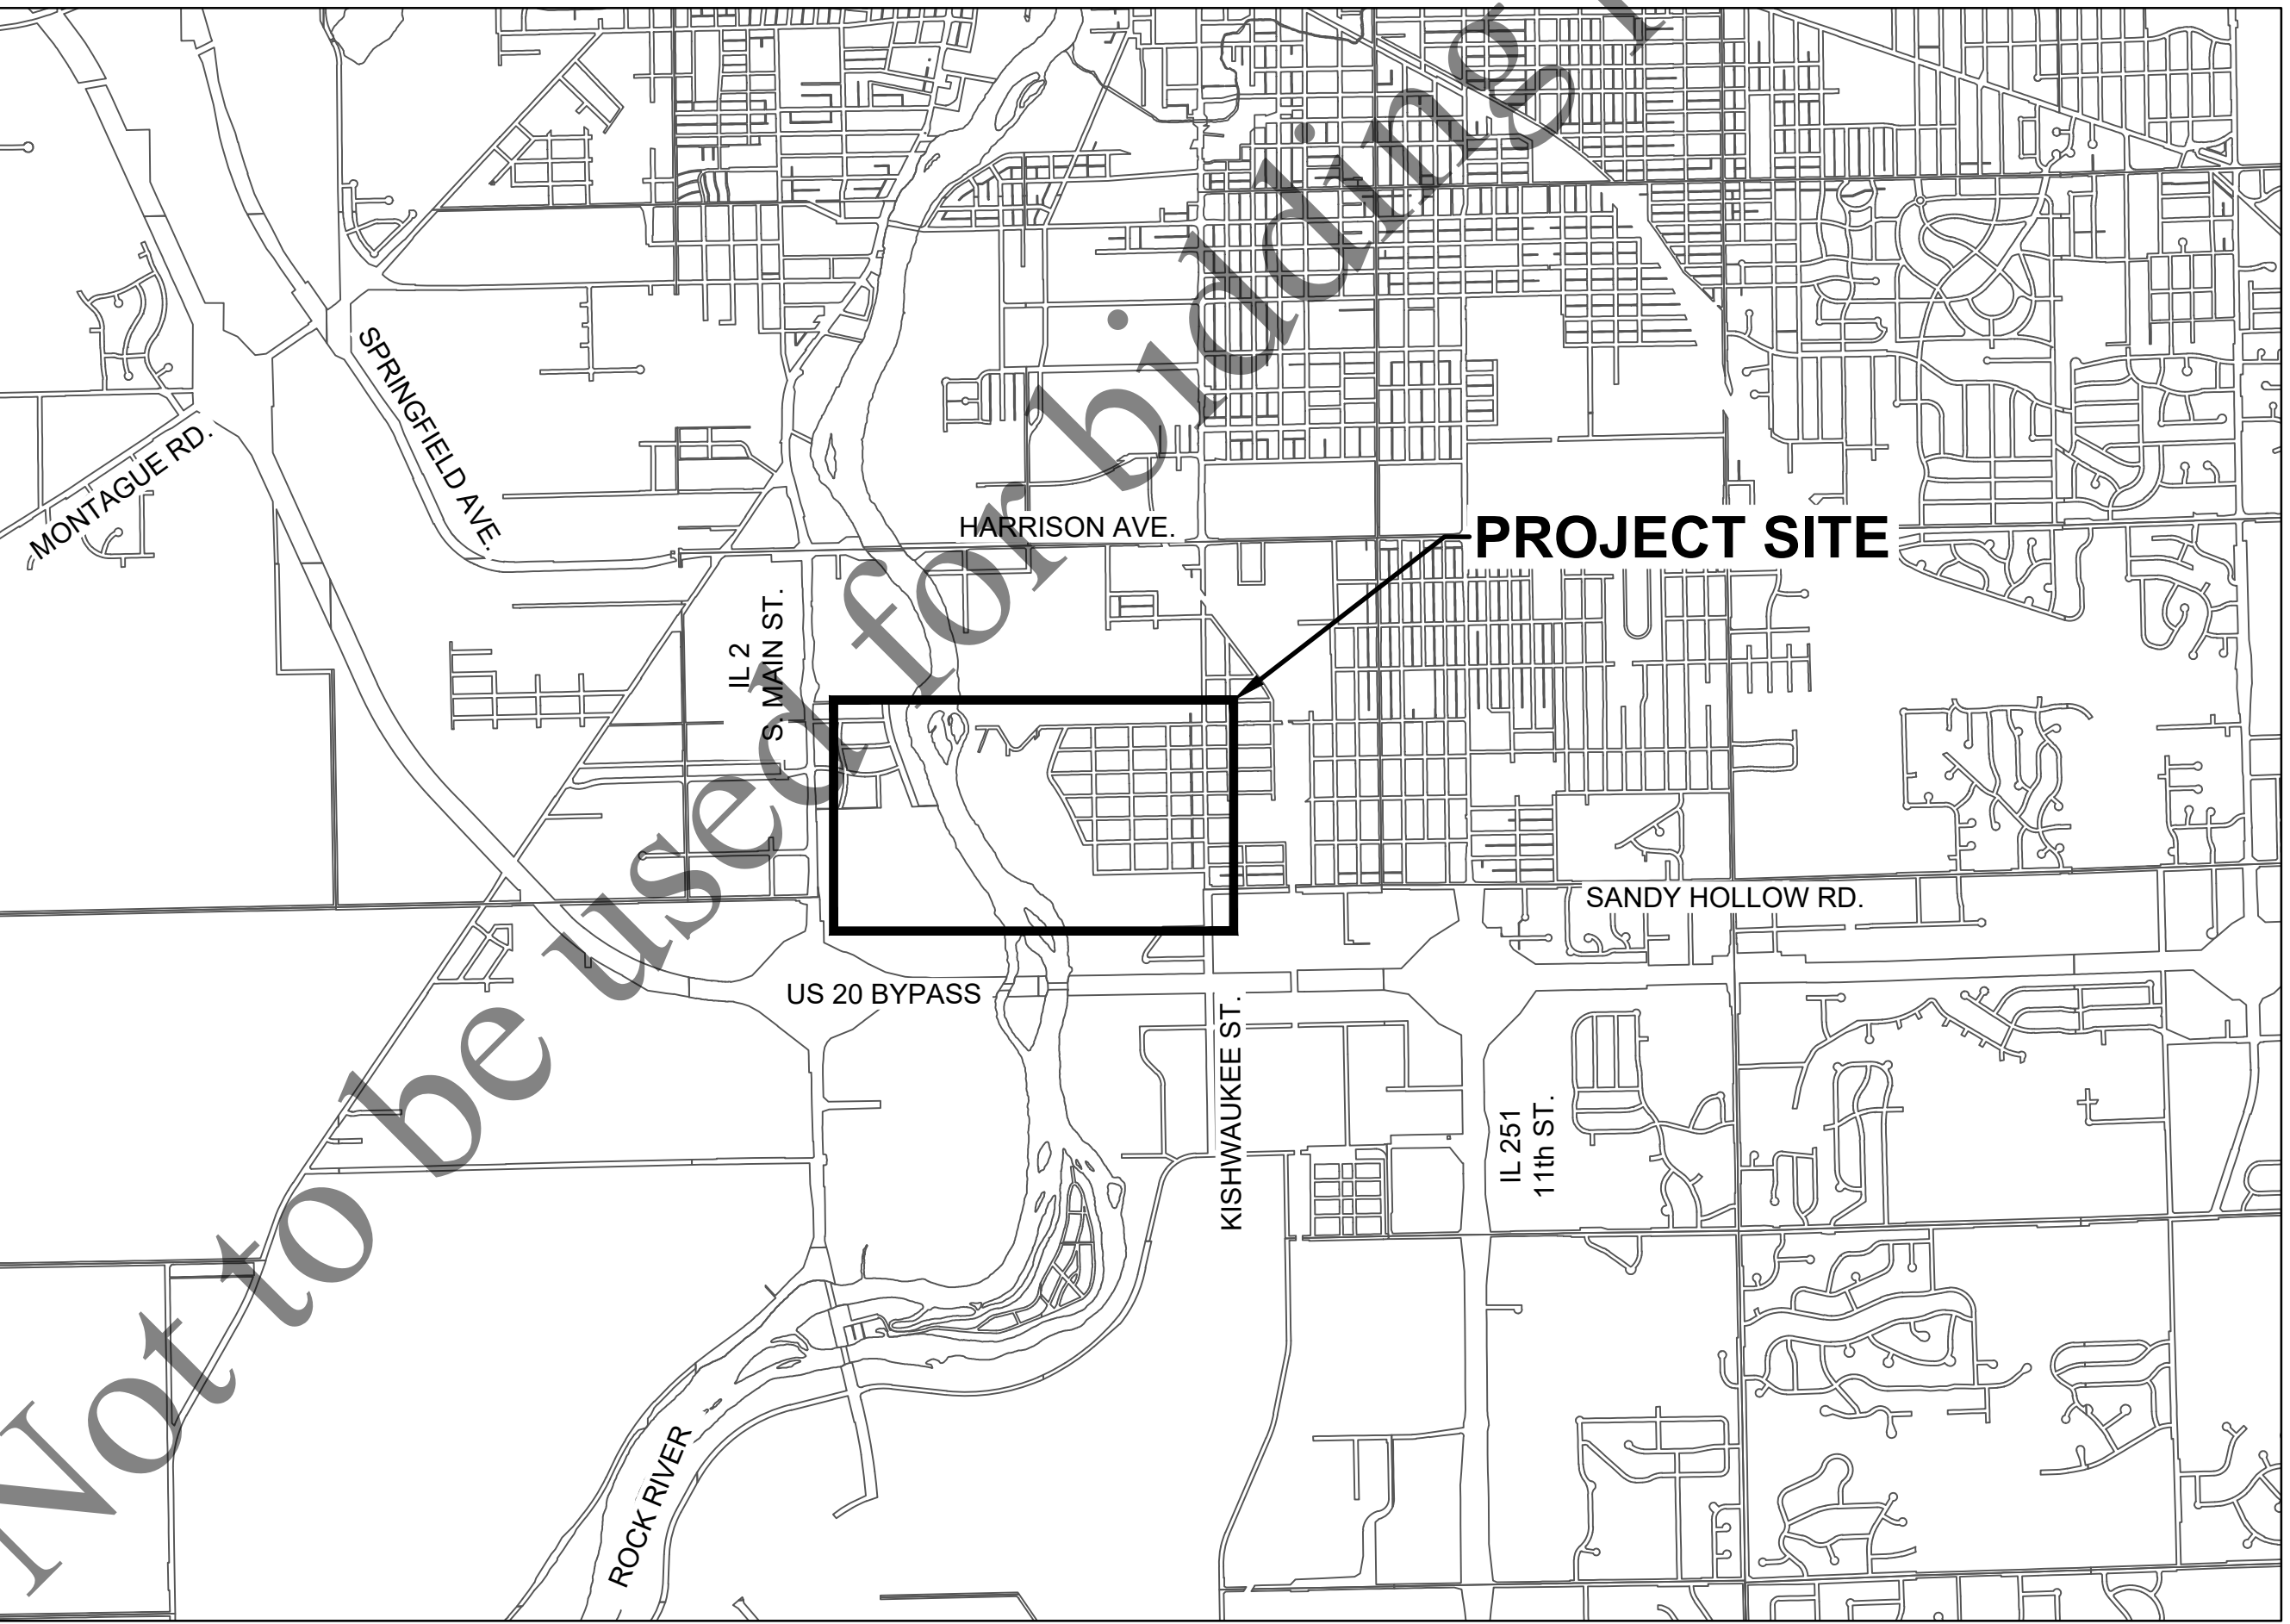 SPRINGFIELD AVE.
MONTAGUE RD.
HARRISON AVE.
PROJECT SITE
IL 2
S. MAIN ST.
SANDY HOLLOW RD.
US 20 BYPASS
KISHWAUKEE ST.
IL 251
11th ST.
ROCK RIVER
Not to be used for bidding